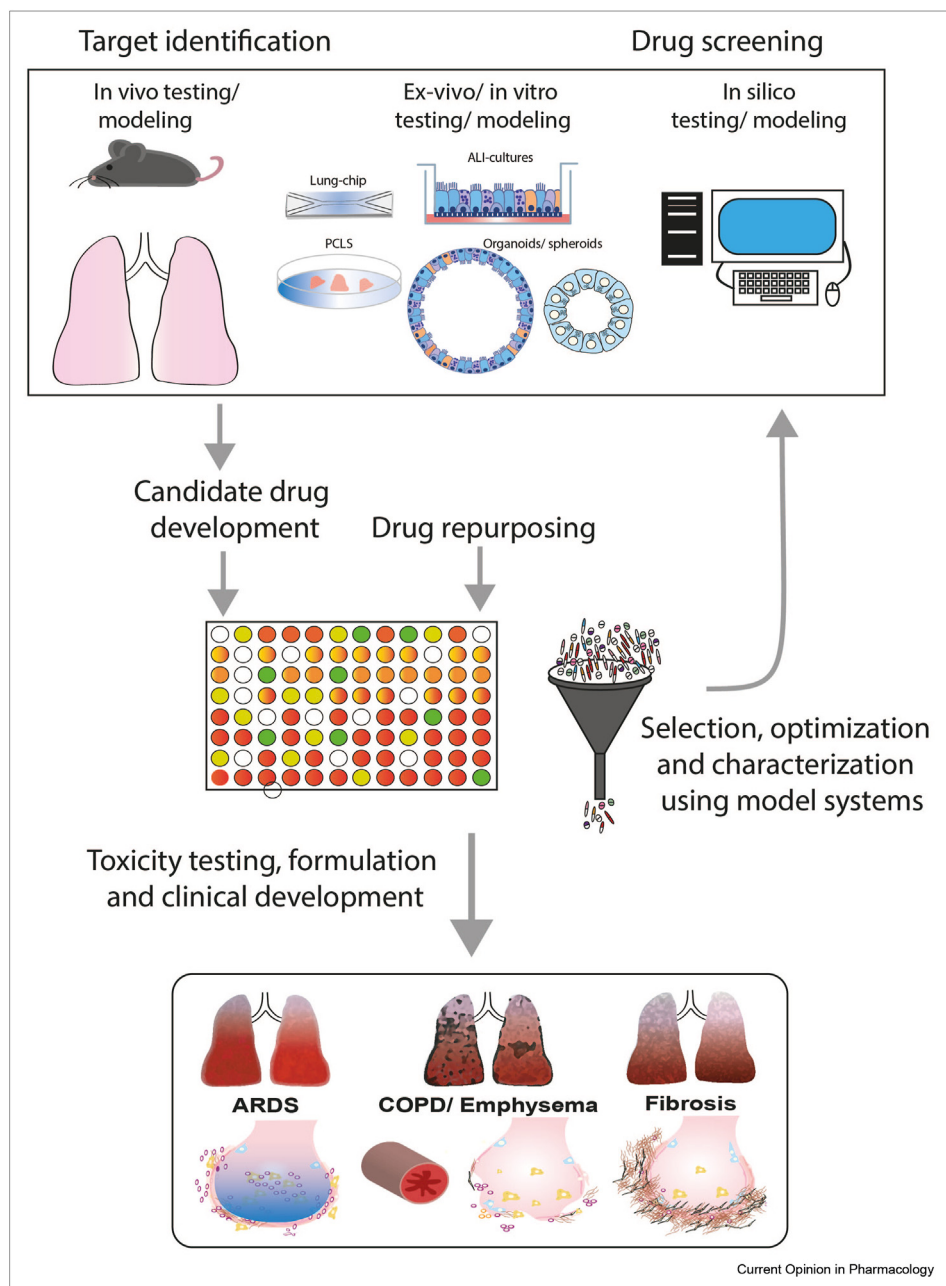 Target identification
Drug screening
In vivo testing/
modeling
Ex-vivo/ in vitro
testing/ modeling
In silico
testing/ modeling
ALI-cultures
Lung-chip
PCLS
Organoids/ spheroids
Candidate drug
development
Drug repurposing
Selection, optimization
and characterization
using model systems
Toxicity testing, formulation
and clinical development
ARDS
COPD/ Emphysema
Fibrosis
Current Opinion in Pharmacology